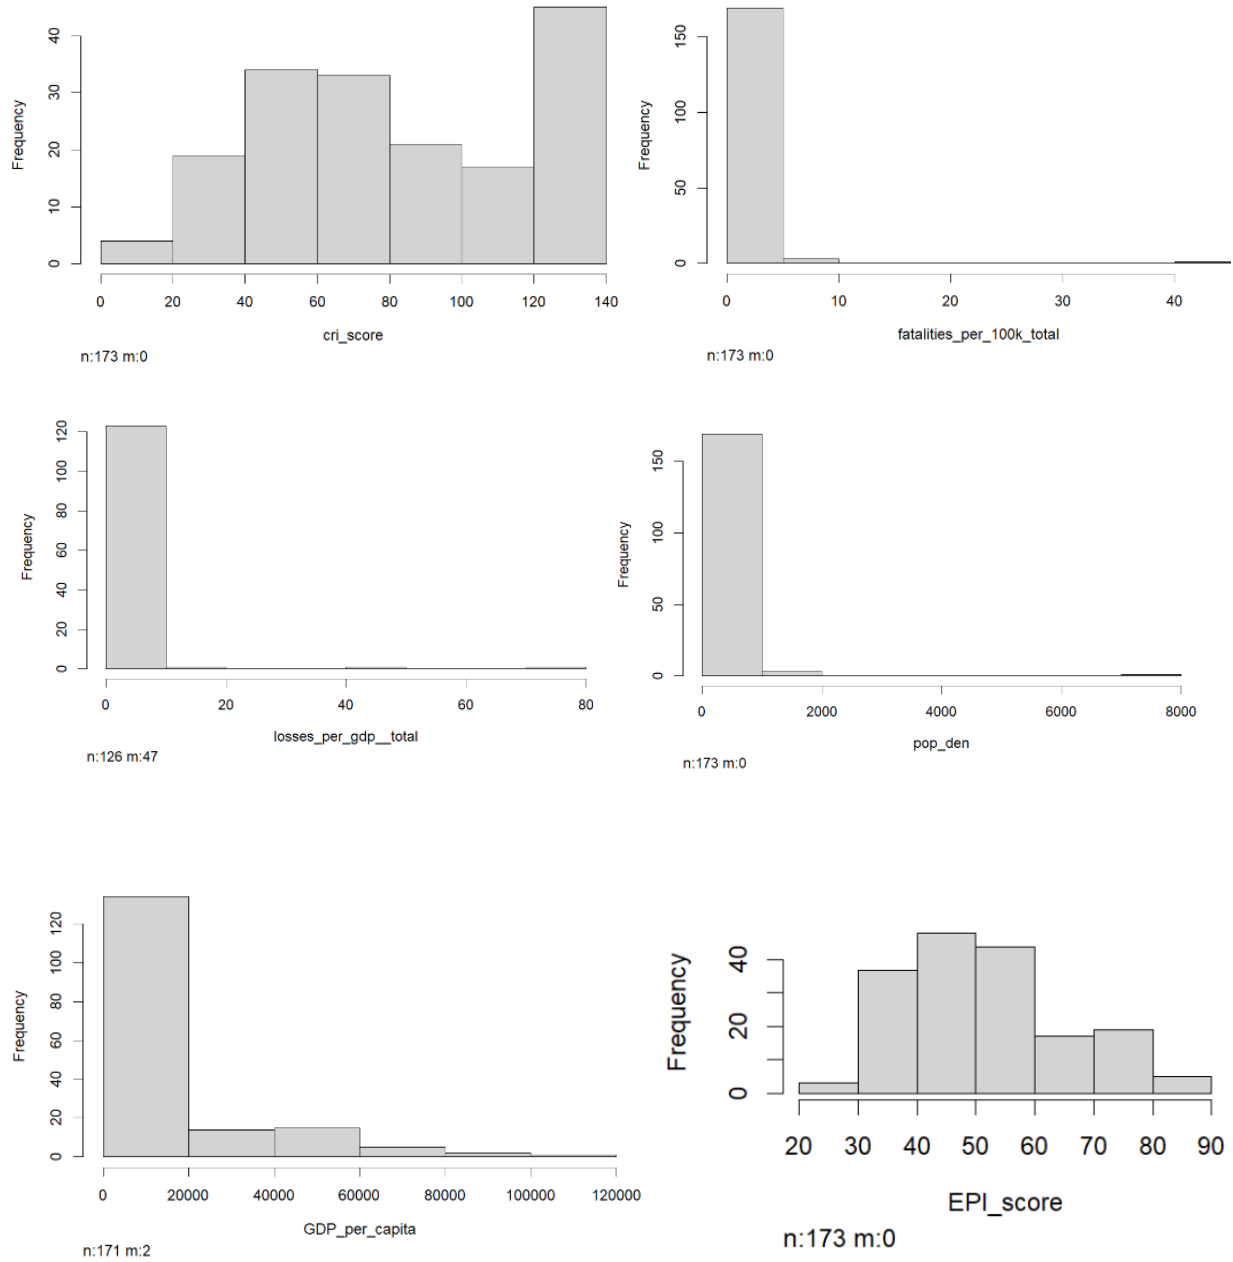 Frequency
0 10 20 30 40
0 20 40 60 80 100 120 140
cri_score
n:173 m:0
Frequency
0 50 100 150
0 10 20 30 40
fatalities_per_100k_total
n:173 m:0
Frequency
0 20 40 60 80 100 120
0 20 40 60 80
losses_per_gdp__total
n:126 m:47
Frequency
0 50 100 150
0 2000 4000 6000 8000
pop_den
n:173 m:0
Frequency
0 20 40 60 80 100 120
0 20000 40000 60000 80000 100000 120000
GDP_per_capita
n:171 m:2
Frequency
0 20 40
20 30 40 50 60 70 80 90
EPI_score
n:173 m:0